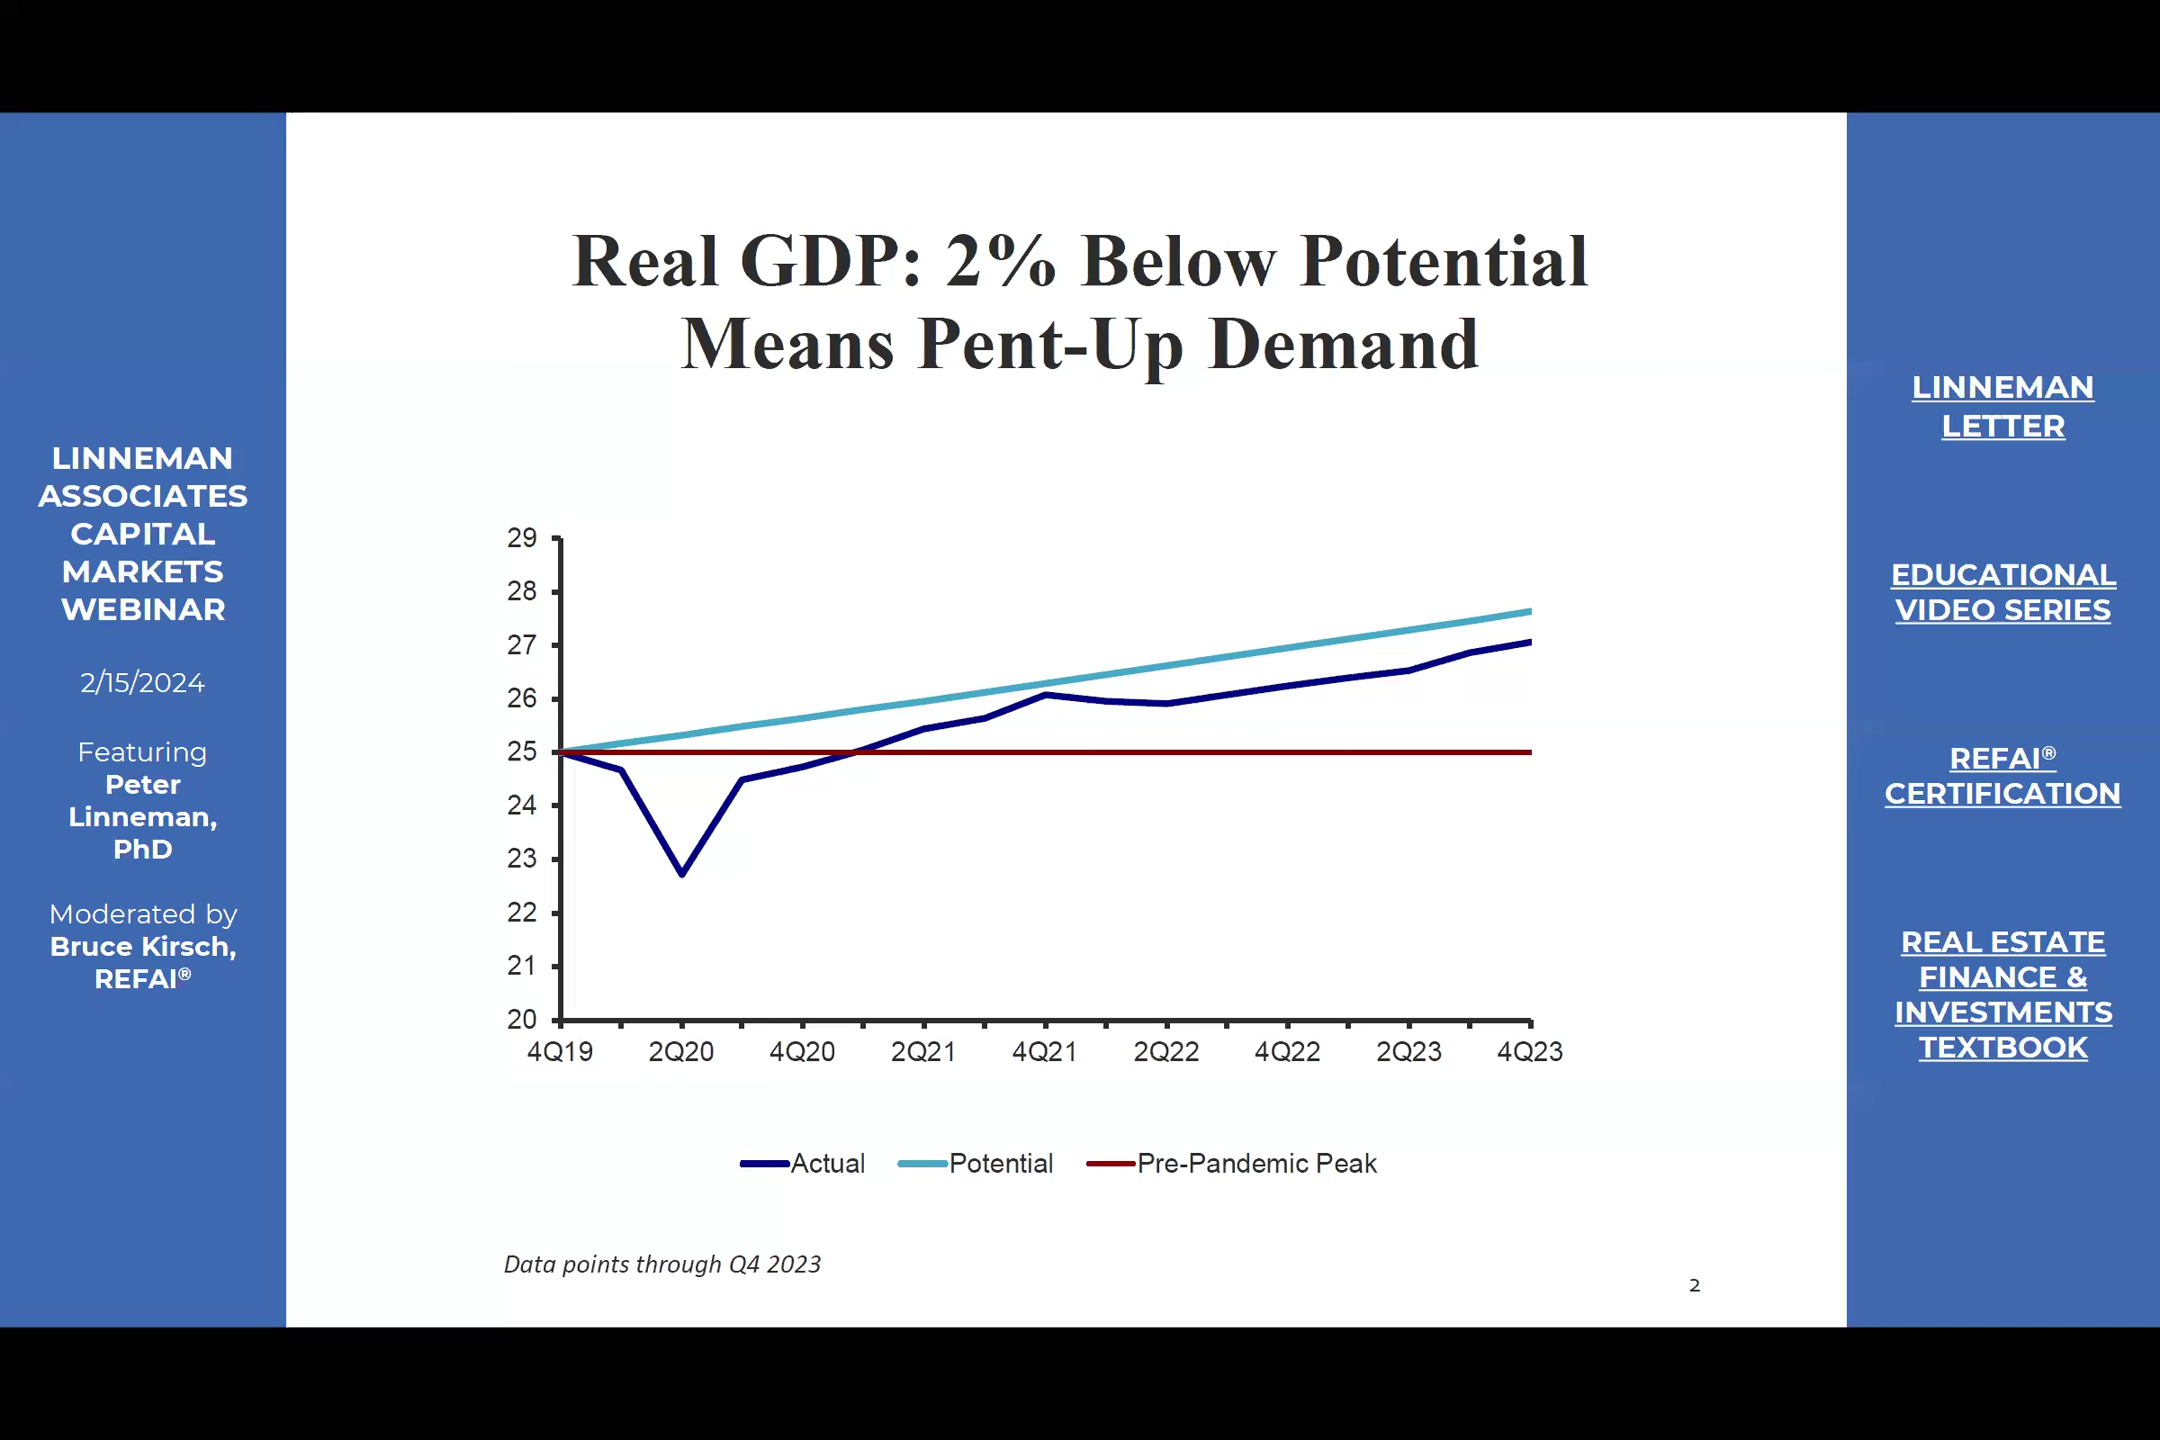 Real GDP: 2% Below Potential
Means Pent-Up Demand
LINNEMAN
ASSOCIATES
CAPITAL
MARKETS
WEBINAR
2/15/2024
Featuring
Peter
Linneman,
PhD
Moderated by
Bruce Kirsch,
REFAI®
29
28
27
26
25
24
23
22
21
20
4Q19 2Q20 4Q20 2Q21 4Q21 2Q22 4Q22 2Q23 4Q23
Actual Potential Pre-Pandemic Peak
Data points through Q4 2023
2
LINNEMAN
LETTER
EDUCATIONAL
VIDEO SERIES
REFAI®
CERTIFICATION
REAL ESTATE
FINANCE &
INVESTMENTS
TEXTBOOK